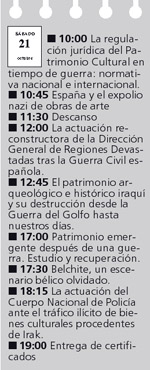 SÁBADO
21
OCTUBRE
■ 10:00 La regula-
ción jurídica del Pa-
trimonio Cultural en
tiempo de guerra: normati-
va nacional e internacional.
■ 10:45 España y el expolio
nazi de obras de arte
■ 11:30 Descanso
■ 12:00 La actuación re-
constructora de la Dirección
General de Regiones Devas-
tadas tras la Guerra Civil es-
pañola.
■ 12:45 El patrimonio ar-
queológico e histórico iraquí
y su destrucción desde la
Guerra del Golfo hasta
nuestros días.
■ 17:00 Patrimonio emer-
gente después de una gue-
rra. Estudio y recuperación.
■ 17:30 Belchite, un esce-
nario bélico olvidado.
■ 18:15 La actuación del
Cuerpo Nacional de Policía
ante el tráfico ilícito de bie-
nes culturales procedentes
de Irak.
■ 19:00 Entrega de certifi-
cados